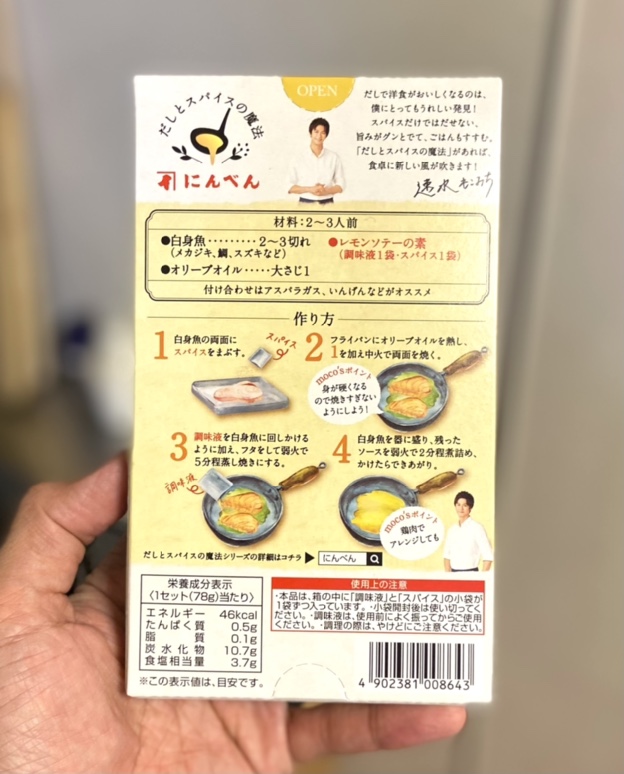 OPEN
だしとスパイスの魔法
にんべん
だしで洋食がおいしくなるのは、
僕にとってもうれしい発見！
スパイスだけではだせない、
旨みがグンとでて、ごはんもすすむ。
「だしとスパイスの魔法」があれば、
食卓に新しい風が吹きます！
速水もこみち
材料：2〜3人前
●白身魚………2〜3切れ
（メカジキ、鯛、スズキなど）
●オリーブオイル……大さじ1
●レモンソテーの素
（調味液1袋・スパイス1袋）
付け合わせはアスパラガス、いんげんなどがオススメ
作り方
1 白身魚の両面に
スパイスをまぶす。
スパイス
2 フライパンにオリーブオイルを熱し、
1を加え中火で両面を焼く。
moco'sポイント
身が硬くなる
ので焼きすぎない
ようにしよう！
3 調味液を白身魚に回しかける
ように加え、フタをして弱火で
5分程蒸し焼きにする。
調味液
4 白身魚を器に盛り、残った
ソースを弱火で2分程煮詰め、
かけたらできあがり。
moco'sポイント
鶏肉で
アレンジしても
だしとスパイスの魔法シリーズの詳細はコチラ▶ にんべん
栄養成分表示
〈1セット(78g)当たり〉
エネルギー 46kcal
たんぱく質 0.5g
脂質 0.1g
炭水化物 10.7g
食塩相当量 3.7g
※この表示値は、目安です。
使用上の注意
・本品は、箱の中に「調味液」と「スパイス」の小袋が
1袋ずつ入っています。・小袋開封後は使い切ってく
ださい。・調味液は、使用前によく振ってからご使用
ください。・調理の際は、やけどにご注意ください。
4 902381 008643